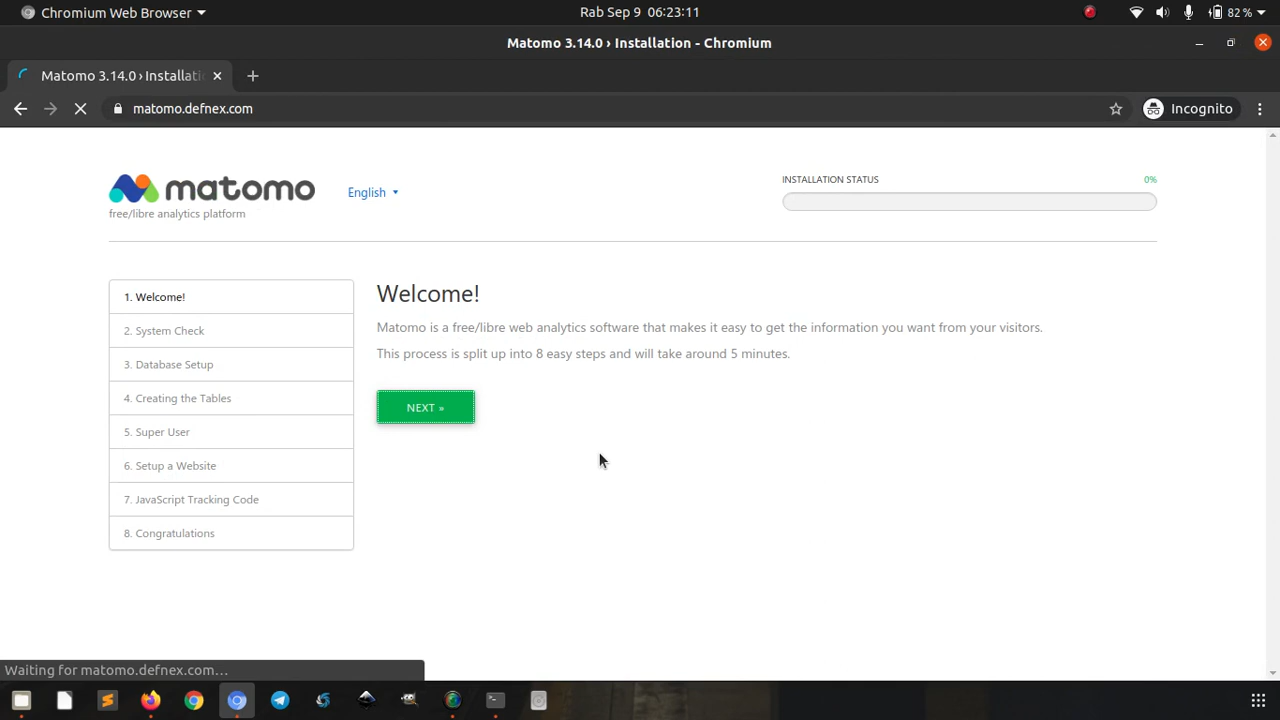 Chromium Web Browser
Rab Sep 9 06:23:11
82 %
Matomo 3.14.0 › Installation - Chromium
Matomo 3.14.0 › Installatio
matomo.defnex.com
Incognito
matomo
free/libre analytics platform
English
INSTALLATION STATUS
0%
1. Welcome!
2. System Check
3. Database Setup
4. Creating the Tables
5. Super User
6. Setup a Website
7. JavaScript Tracking Code
8. Congratulations
Welcome!
Matomo is a free/libre web analytics software that makes it easy to get the information you want from your visitors.
This process is split up into 8 easy steps and will take around 5 minutes.
NEXT »
Waiting for matomo.defnex.com...